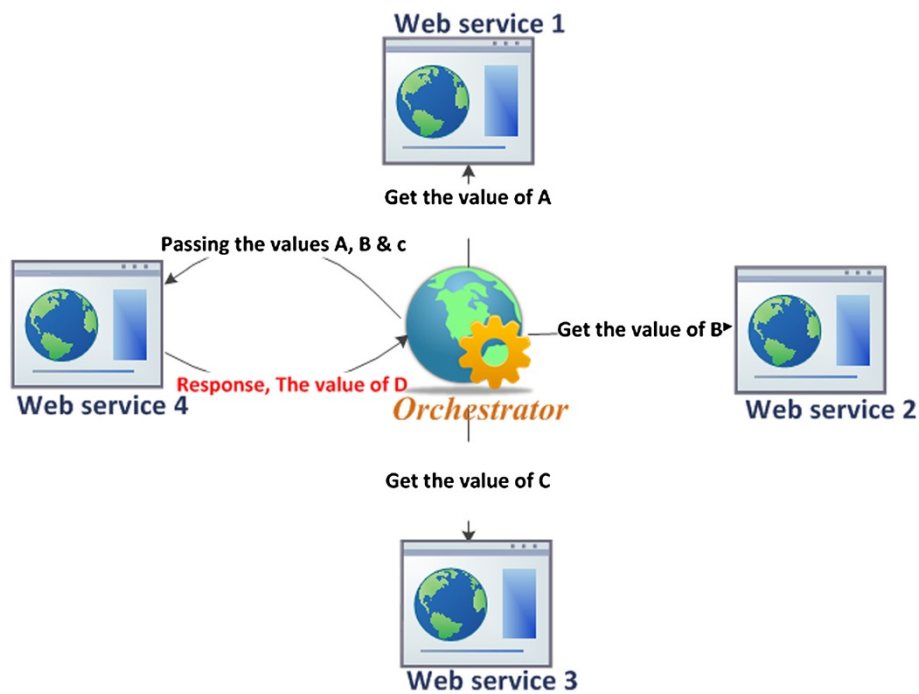 Web service 1
Get the value of A
Passing the values A, B & c
Get the value of B
Response, The value of D
Web service 4
Orchestrator
Web service 2
Get the value of C
Web service 3